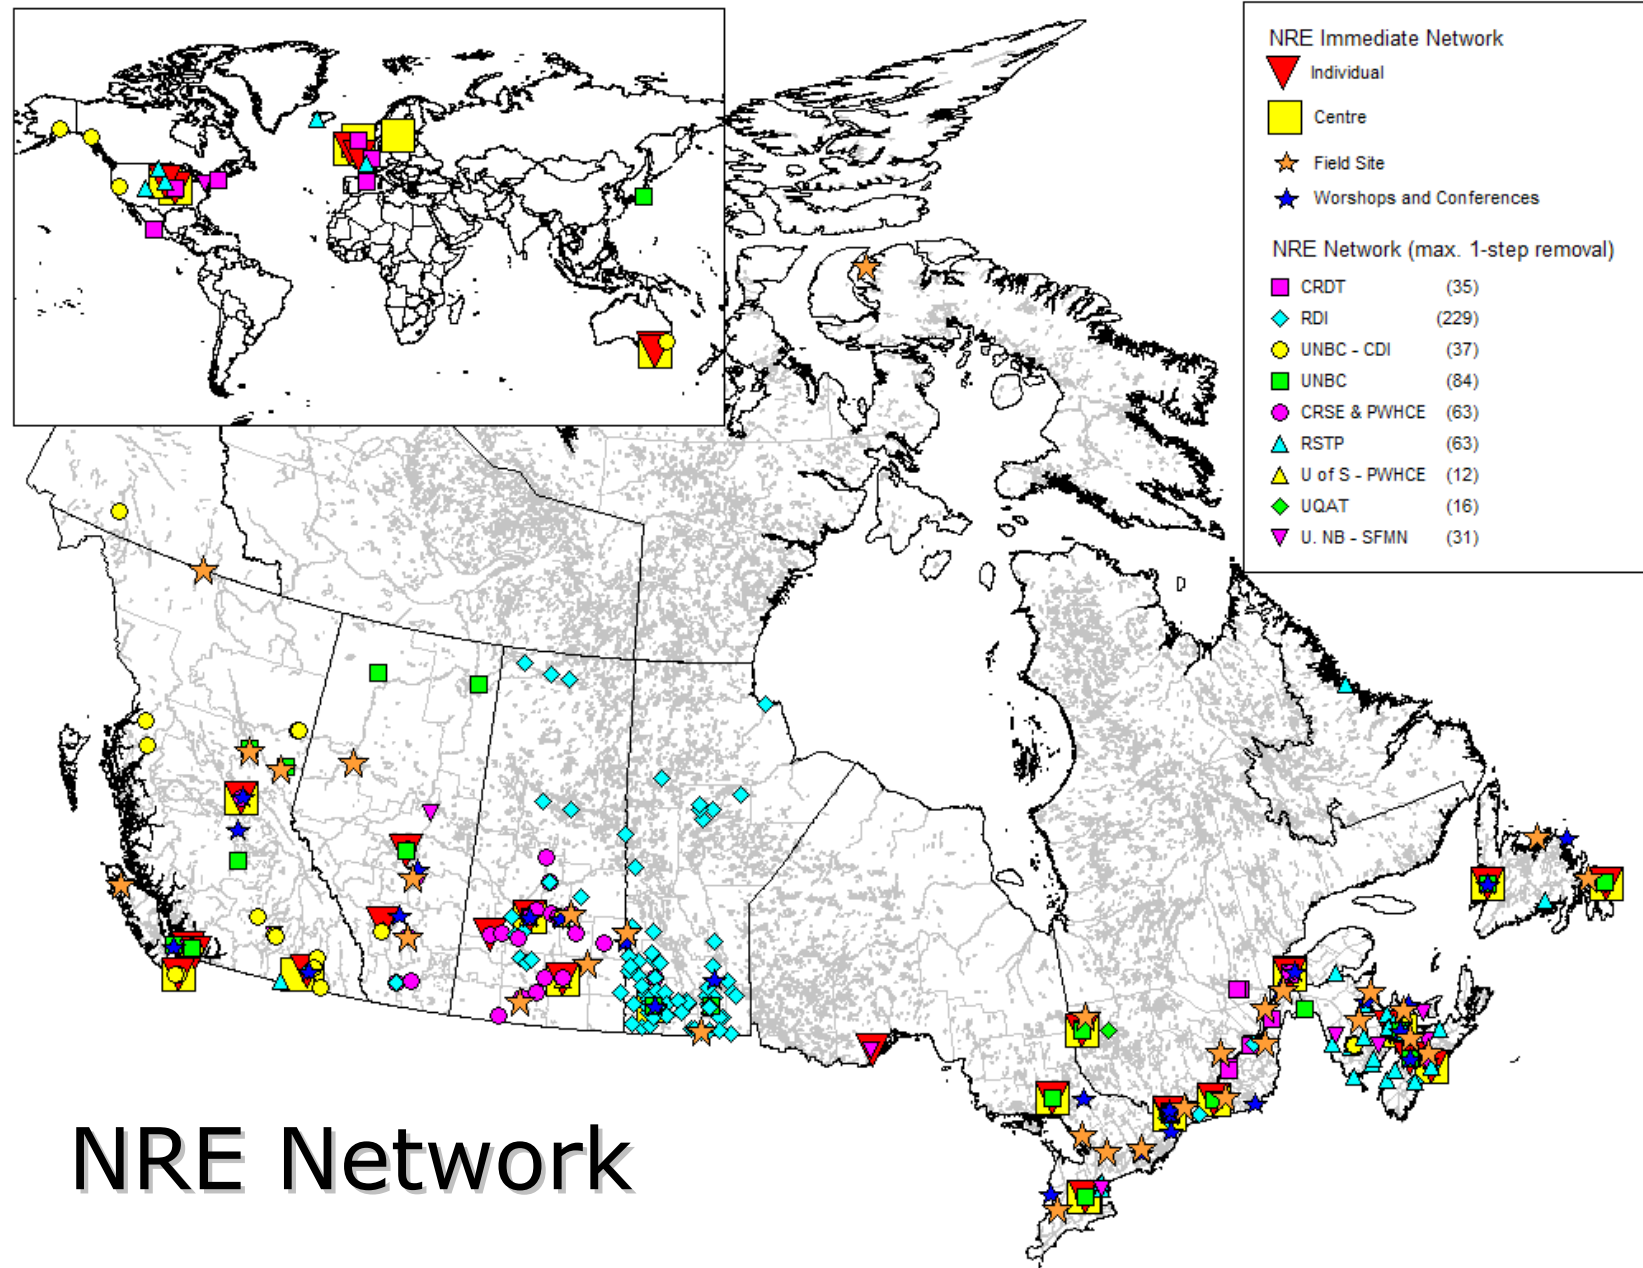 NRE Immediate Network
Individual
Centre
Field Site
Worshops and Conferences
NRE Network (max. 1-step removal)
CRDT (35)
RDI (229)
UNBC - CDI (37)
UNBC (84)
CRSE & PWHCE (63)
RSTP (63)
U of S - PWHCE (12)
UQAT (16)
U. NB - SFMN (31)
NRE Network